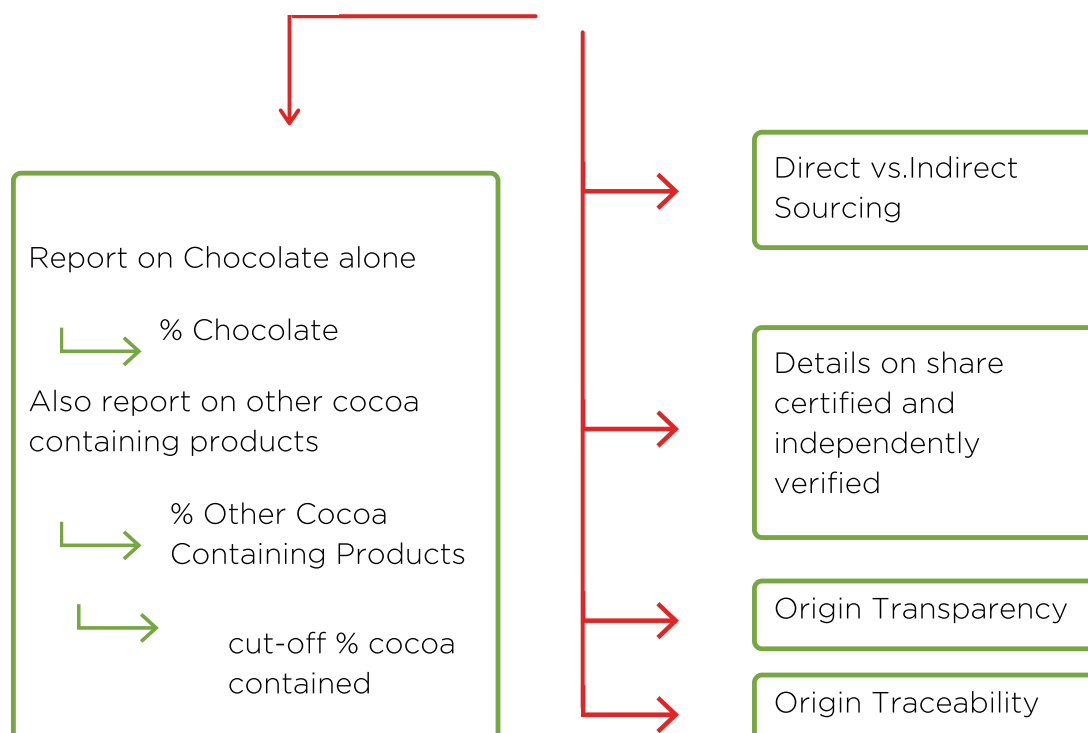 Report on Chocolate alone
% Chocolate
Also report on other cocoa
containing products
% Other Cocoa
Containing Products
cut-off % cocoa
contained
Direct vs.Indirect
Sourcing
Details on share
certified and
independently
verified
Origin Transparency
Origin Traceability